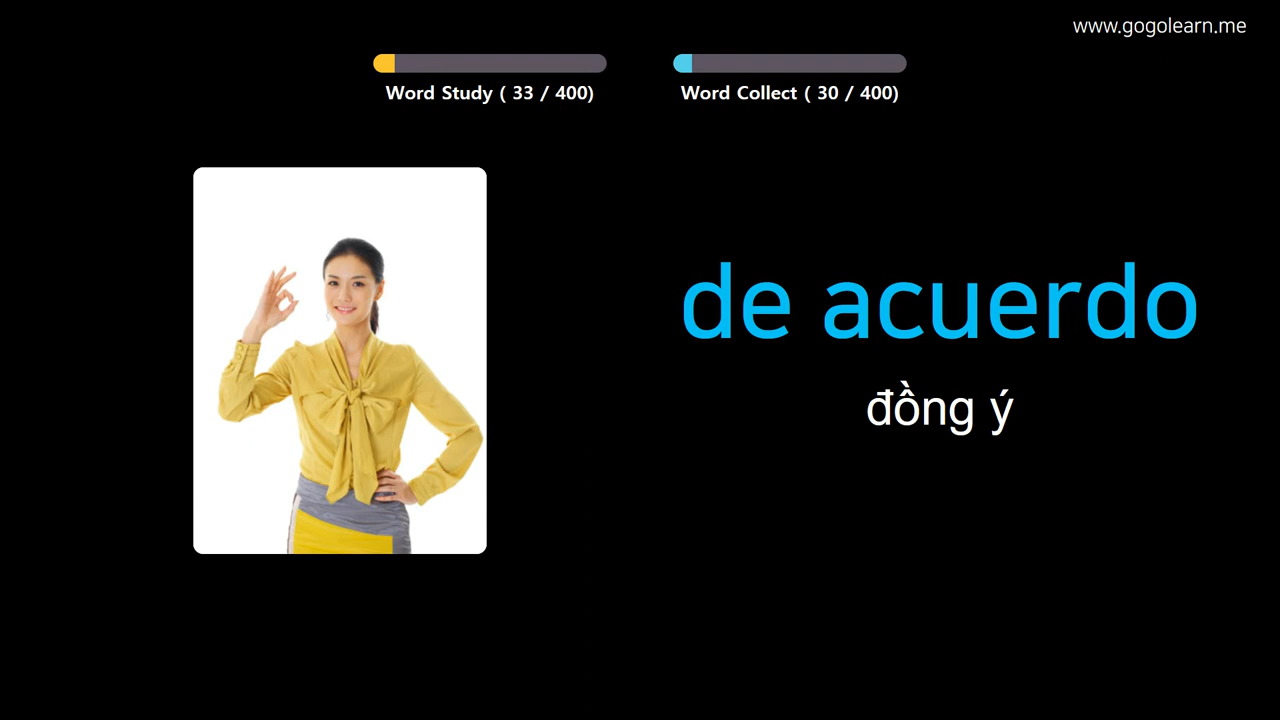 www.gogolearn.me
Word Study ( 33 / 400)
Word Collect ( 30 / 400)
de acuerdo
đồng ý